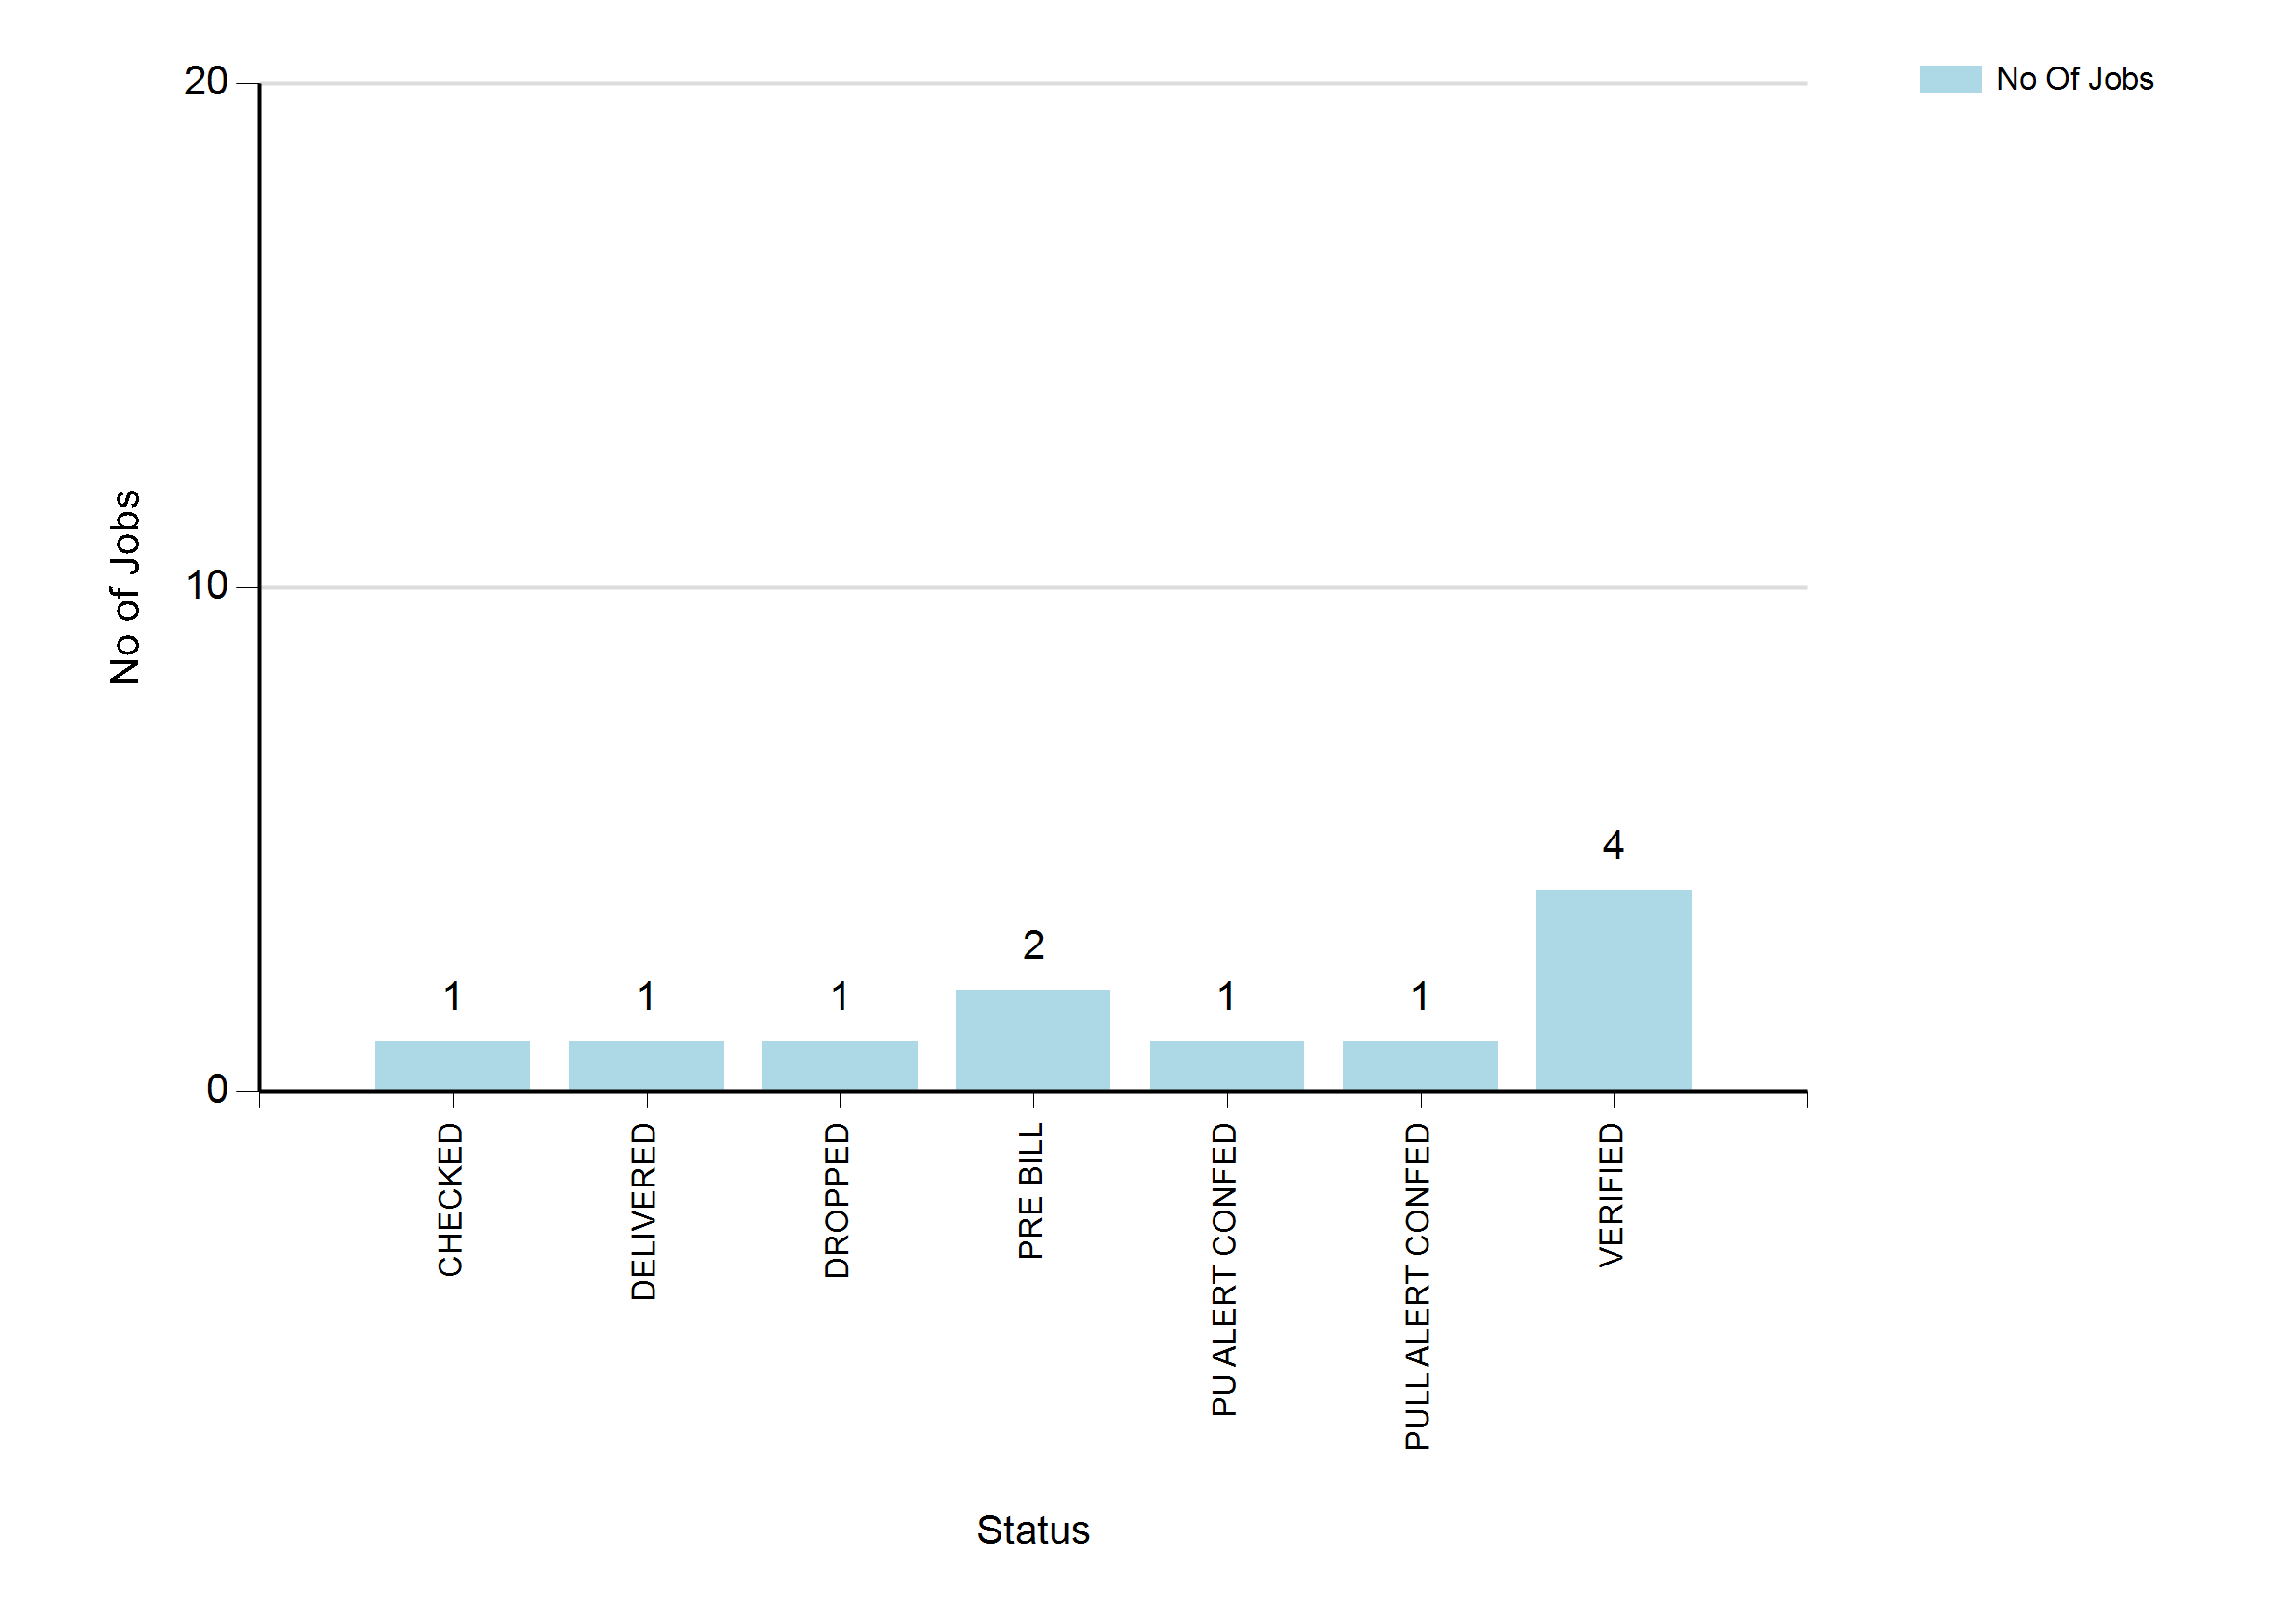 20
No Of Jobs
10
No of Jobs
4
2
1
1
1
1
1
0
CHECKED
DELIVERED
DROPPED
PRE BILL
PU ALERT CONFED
PULL ALERT CONFED
VERIFIED
Status